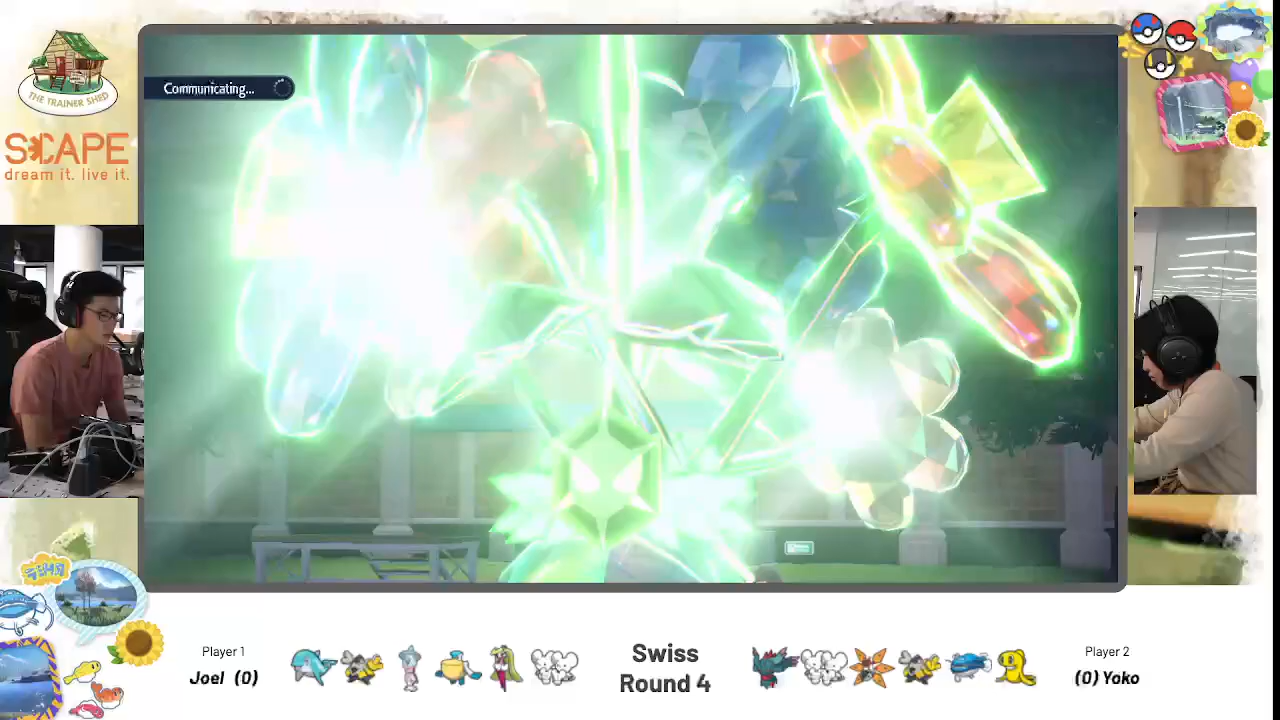 THE TRAINER SHED
SCAPE
dream it. live it.
Communicating...
Player 1
Joel (0)
Swiss
Round 4
Player 2
(0) Yoko